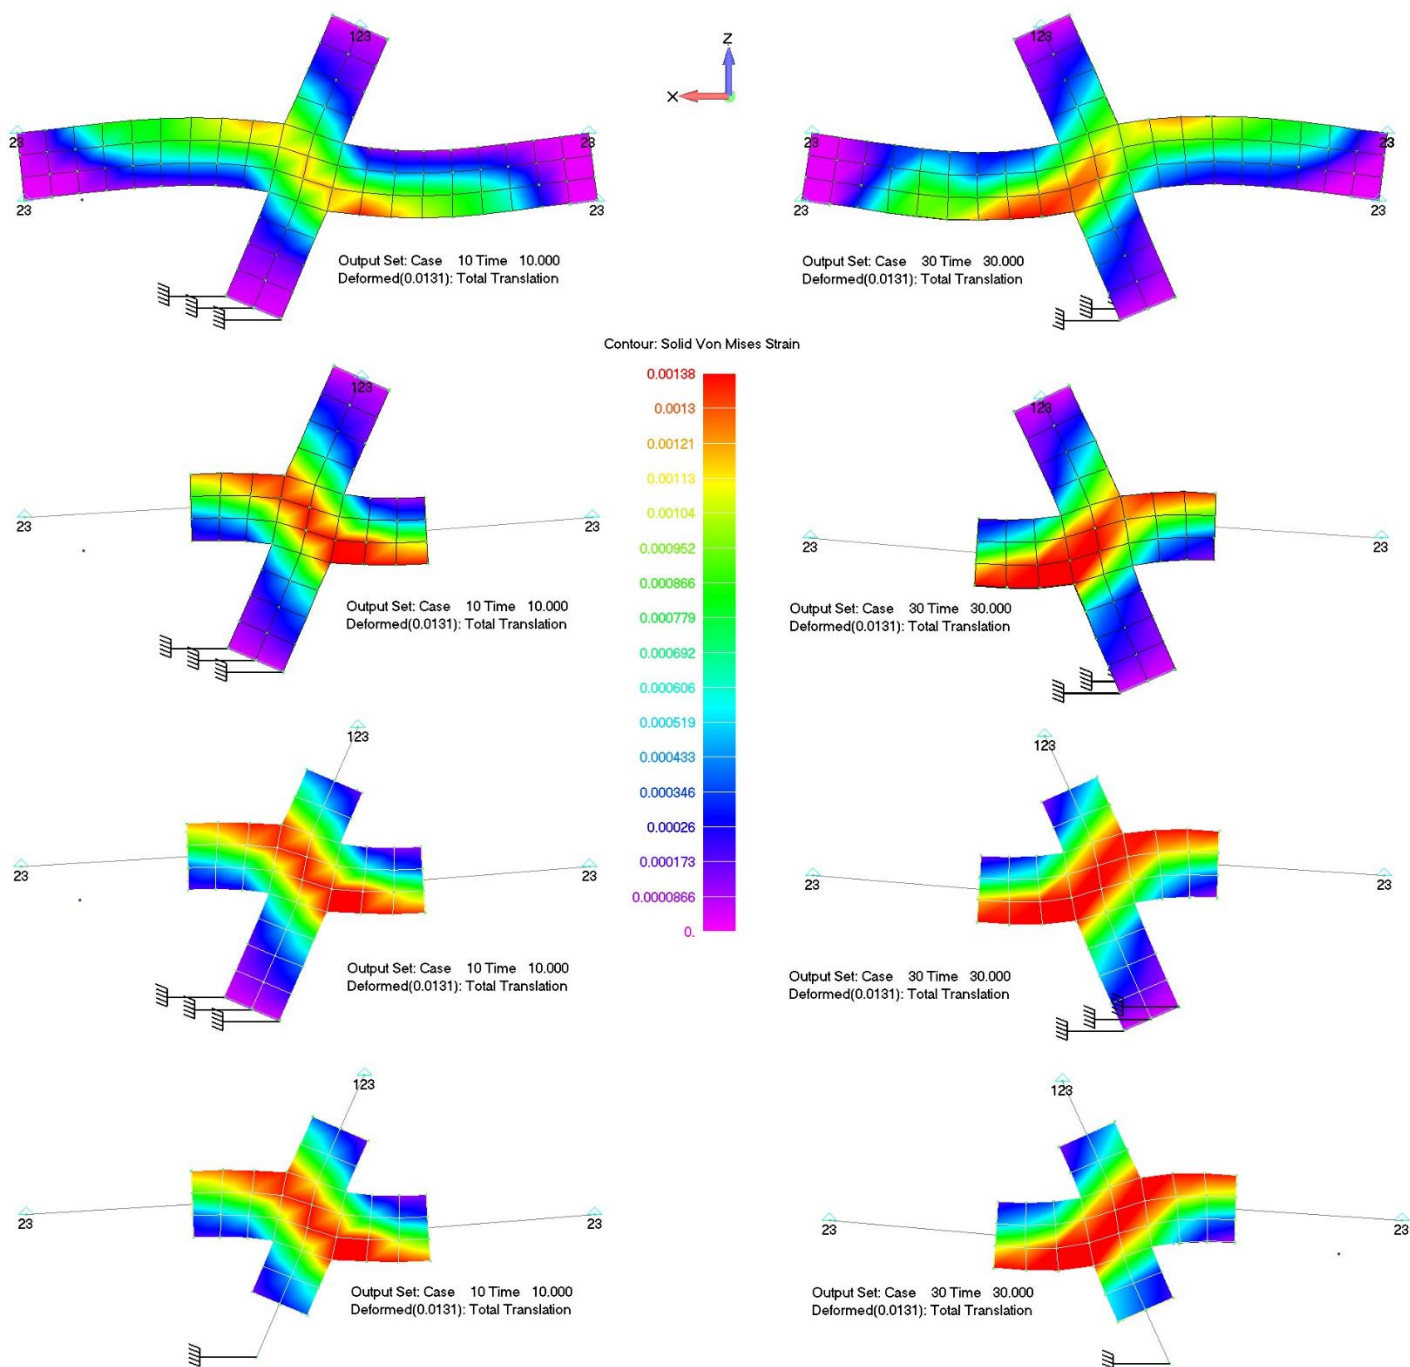 123
123
Z
X
23
23
23
23
23
23
23
23
Output Set: Case 10 Time 10.000
Deformed(0.0131): Total Translation
Output Set: Case 30 Time 30.000
Deformed(0.0131): Total Translation
Contour: Solid Von Mises Strain
0.00138
0.0013
0.00121
0.00113
0.00104
0.000952
0.000866
0.000779
0.000692
0.000606
0.000519
0.000433
0.000346
0.00026
0.000173
0.0000866
0.
123
123
23
23
23
23
Output Set: Case 10 Time 10.000
Deformed(0.0131): Total Translation
Output Set: Case 30 Time 30.000
Deformed(0.0131): Total Translation
123
123
23
23
23
23
Output Set: Case 10 Time 10.000
Deformed(0.0131): Total Translation
Output Set: Case 30 Time 30.000
Deformed(0.0131): Total Translation
123
123
23
23
23
23
Output Set: Case 10 Time 10.000
Deformed(0.0131): Total Translation
Output Set: Case 30 Time 30.000
Deformed(0.0131): Total Translation